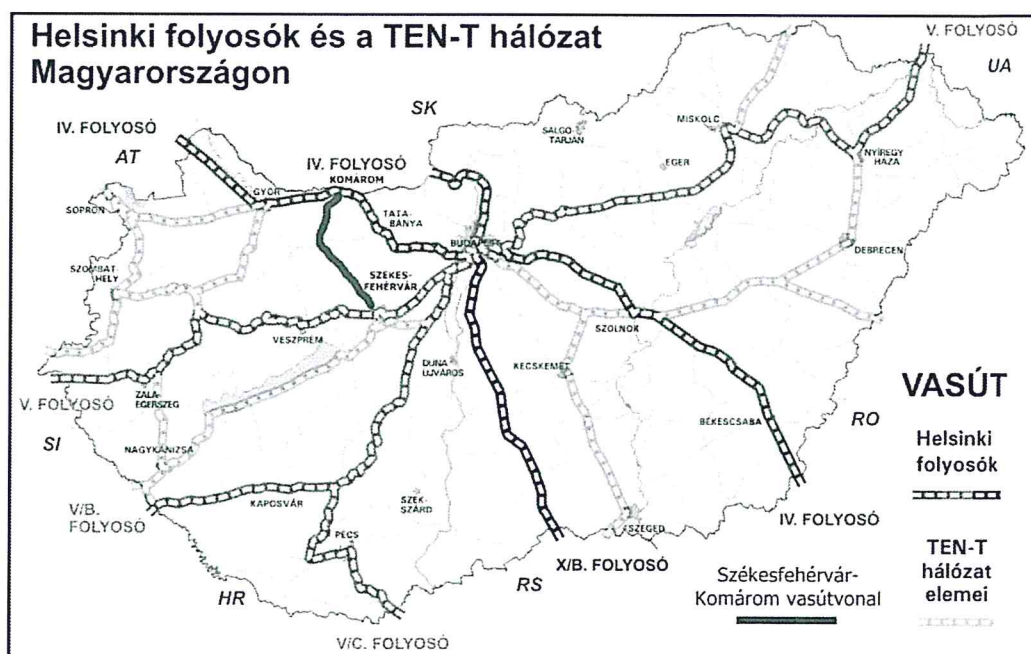 Helsinki folyosók és a TEN-T hálózat
Magyarországon
V. FOLYOSÓ
UA
SK
IV. FOLYOSÓ
AT
IV. FOLYOSÓ
KOMÁROM
GYŐR
SOPRON
TATA-
BÁNYA
SALGÓ-
TARJÁN
MISKOLC
EGER
NYÍREGY
HÁZA
BUDAPEST
DEBRECEN
SZOMBAT-
HELY
SZÉKES-
FEHÉRVÁR
VESZPRÉM
SZOLNOK
DUNA
ÚJVÁROS
KECSKEMÉT
V. FOLYOSÓ
ZALA-
EGERSZEG
SI
NAGYKANIZSA
BÉKÉSCSABA
RO
VASÚT
Helsinki
folyosók
V/B.
FOLYOSÓ
KAPOSVÁR
SZEK-
SZÁRD
PÉCS
SZEGED
IV. FOLYOSÓ
X/B. FOLYOSÓ
RS
HR
V/C. FOLYOSÓ
Székesfehérvár-
Komárom vasútvonal
TEN-T
hálózat
elemei